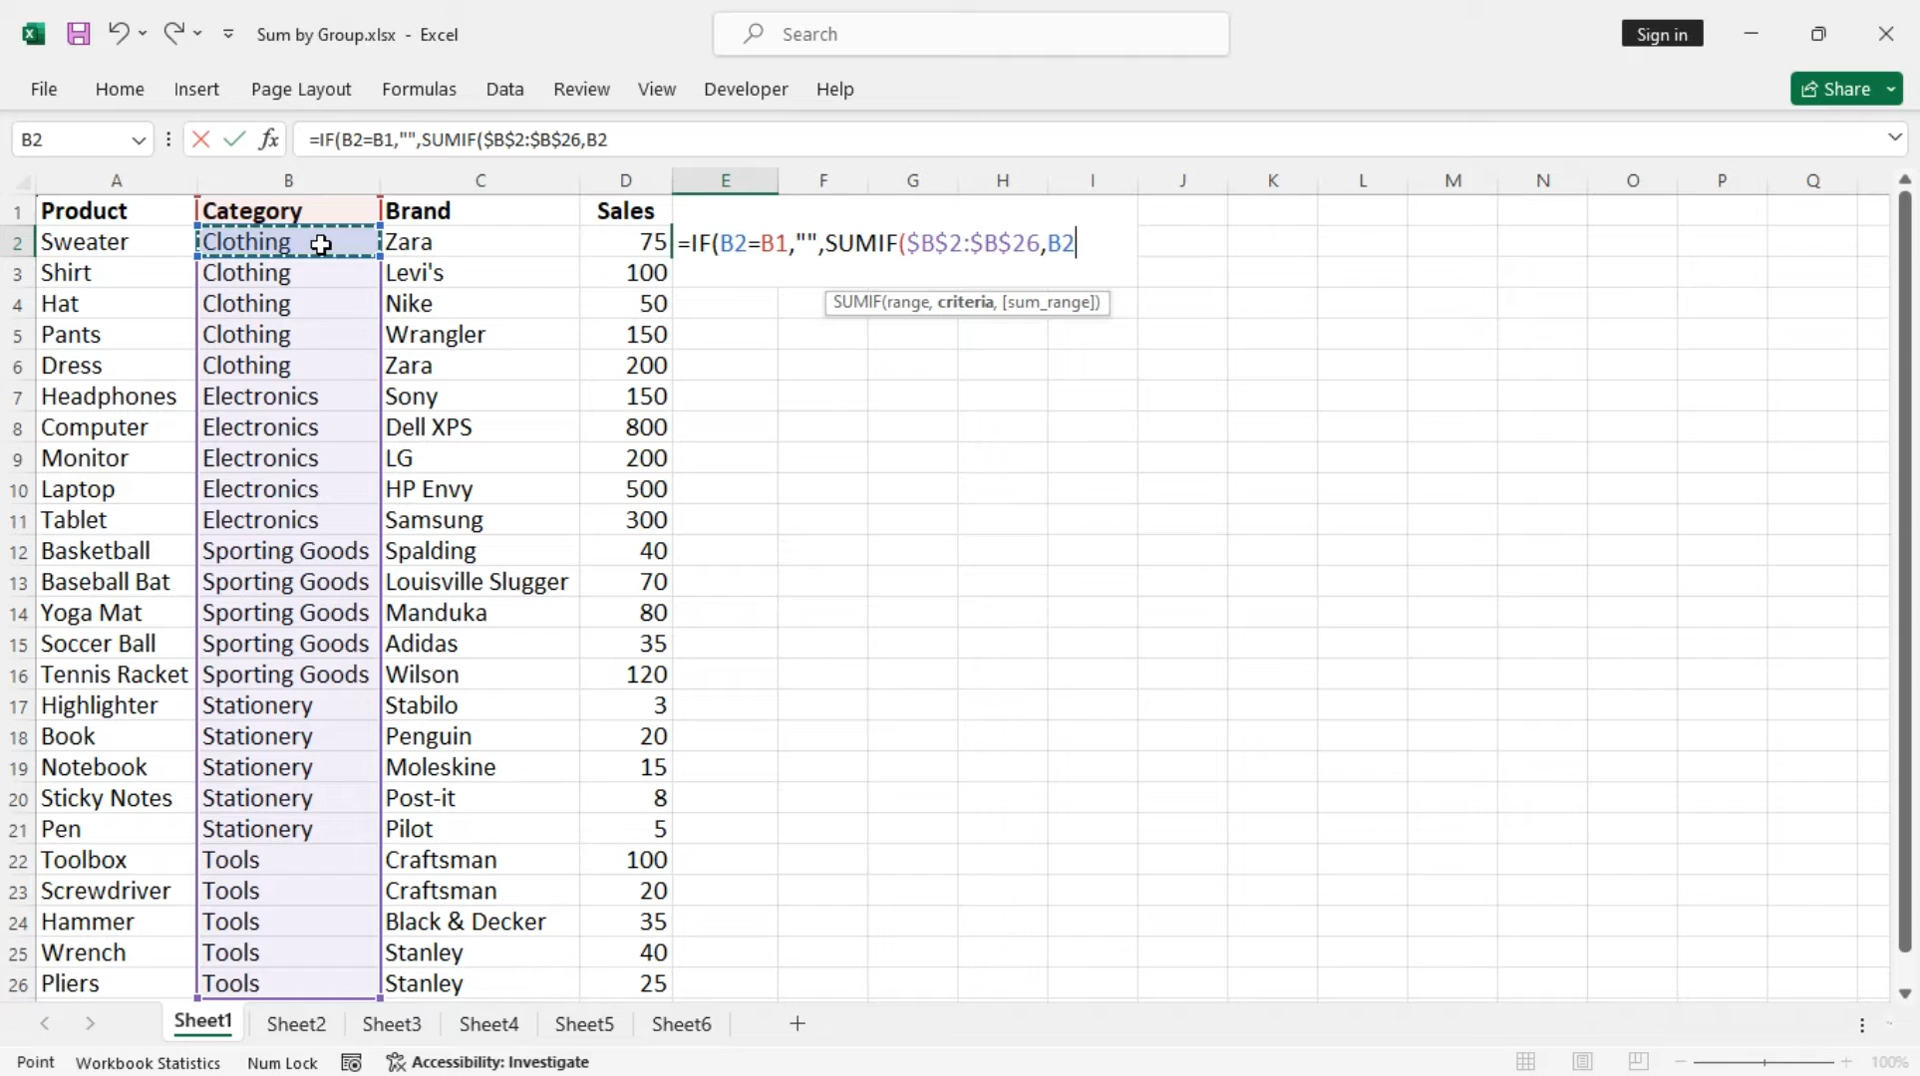 Sum by Group.xlsx - Excel
Search
Sign in
File Home Insert Page Layout Formulas Data Review View Developer Help
Share
B2 fx =IF(B2=B1,"",SUMIF($B$2:$B$26,B2
A B C D E F G H I J K L M N O P Q
1 Product Category Brand Sales
2 Sweater Clothing Zara 75 =IF(B2=B1,"",SUMIF($B$2:$B$26,B2
3 Shirt Clothing Levi's 100
SUMIF(range, criteria, [sum_range])
4 Hat Clothing Nike 50
5 Pants Clothing Wrangler 150
6 Dress Clothing Zara 200
7 Headphones Electronics Sony 150
8 Computer Electronics Dell XPS 800
9 Monitor Electronics LG 200
10 Laptop Electronics HP Envy 500
11 Tablet Electronics Samsung 300
12 Basketball Sporting Goods Spalding 40
13 Baseball Bat Sporting Goods Louisville Slugger 70
14 Yoga Mat Sporting Goods Manduka 80
15 Soccer Ball Sporting Goods Adidas 35
16 Tennis Racket Sporting Goods Wilson 120
17 Highlighter Stationery Stabilo 3
18 Book Stationery Penguin 20
19 Notebook Stationery Moleskine 15
20 Sticky Notes Stationery Post-it 8
21 Pen Stationery Pilot 5
22 Toolbox Tools Craftsman 100
23 Screwdriver Tools Craftsman 20
24 Hammer Tools Black & Decker 35
25 Wrench Tools Stanley 40
26 Pliers Tools Stanley 25
Sheet1 Sheet2 Sheet3 Sheet4 Sheet5 Sheet6
Point Workbook Statistics Num Lock Accessibility: Investigate 100%